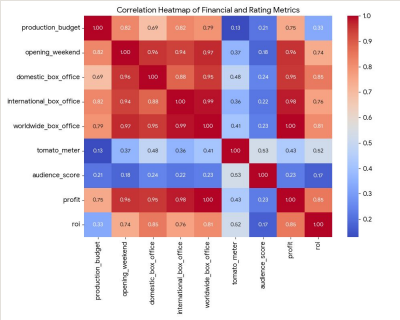 Correlation Heatmap of Financial and Rating Metrics
production_budget 1.00 0.82 0.69 0.82 0.79 0.13 0.21 0.75 0.33
opening_weekend 0.82 1.00 0.96 0.94 0.97 0.37 0.18 0.96 0.74
domestic_box_office 0.69 0.96 1.00 0.88 0.95 0.48 0.24 0.95 0.85
international_box_office 0.82 0.94 0.88 1.00 0.99 0.36 0.22 0.98 0.76
worldwide_box_office 0.79 0.97 0.95 0.99 1.00 0.41 0.23 1.00 0.81
tomato_meter 0.13 0.37 0.48 0.36 0.41 1.00 0.53 0.43 0.52
audience_score 0.21 0.18 0.24 0.22 0.23 0.53 1.00 0.23 0.17
profit 0.75 0.96 0.95 0.98 1.00 0.43 0.23 1.00 0.85
roi 0.33 0.74 0.85 0.76 0.81 0.52 0.17 0.85 1.00
production_budget
opening_weekend
domestic_box_office
international_box_office
worldwide_box_office
tomato_meter
audience_score
profit
roi
1.0
0.9
0.8
0.7
0.6
0.5
0.4
0.3
0.2